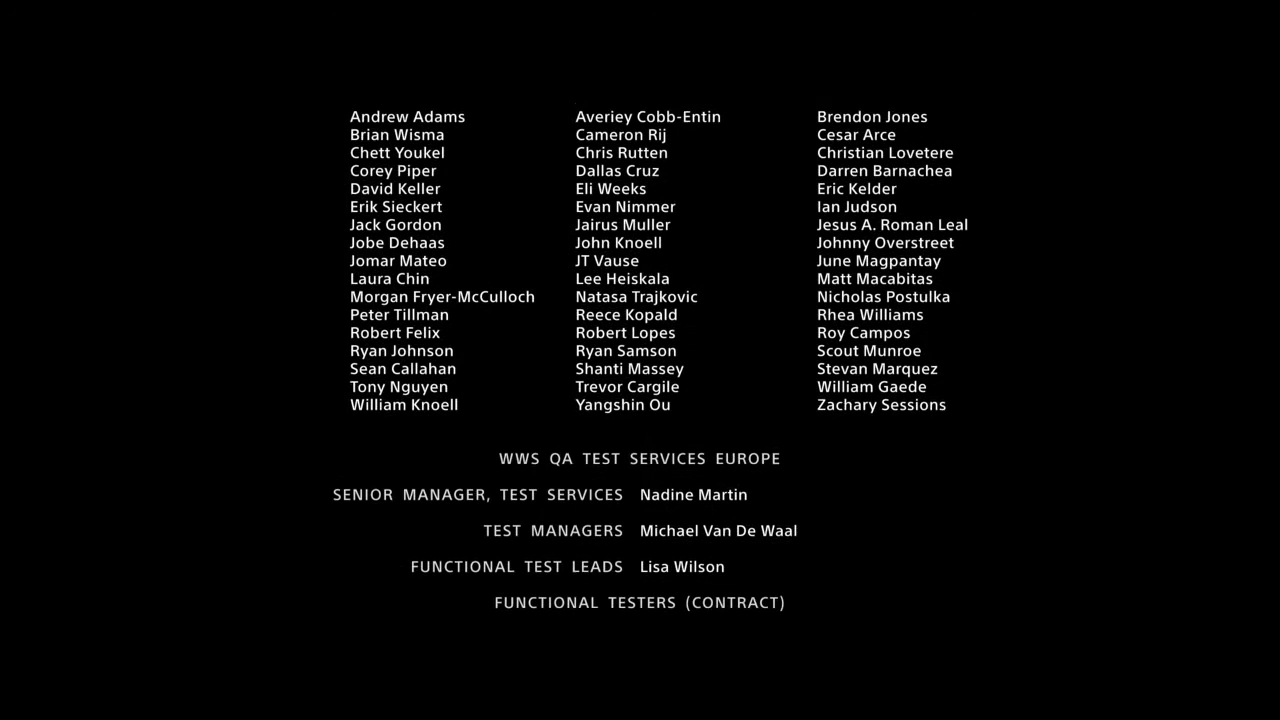 Andrew Adams Averiey Cobb-Entin Brendon Jones
Brian Wisma Cameron Rij Cesar Arce
Chett Youkel Chris Rutten Christian Lovetere
Corey Piper Dallas Cruz Darren Barnachea
David Keller Eli Weeks Eric Kelder
Erik Sieckert Evan Nimmer Ian Judson
Jack Gordon Jairus Muller Jesus A. Roman Leal
Jobe Dehaas John Knoell Johnny Overstreet
Jomar Mateo JT Vause June Magpantay
Laura Chin Lee Heiskala Matt Macabitas
Morgan Fryer-McCulloch Natasa Trajkovic Nicholas Postulka
Peter Tillman Reece Kopald Rhea Williams
Robert Felix Robert Lopes Roy Campos
Ryan Johnson Ryan Samson Scout Munroe
Sean Callahan Shanti Massey Stevan Marquez
Tony Nguyen Trevor Cargile William Gaede
William Knoell Yangshin Ou Zachary Sessions
WWS QA TEST SERVICES EUROPE
SENIOR MANAGER, TEST SERVICES Nadine Martin
TEST MANAGERS Michael Van De Waal
FUNCTIONAL TEST LEADS Lisa Wilson
FUNCTIONAL TESTERS (CONTRACT)